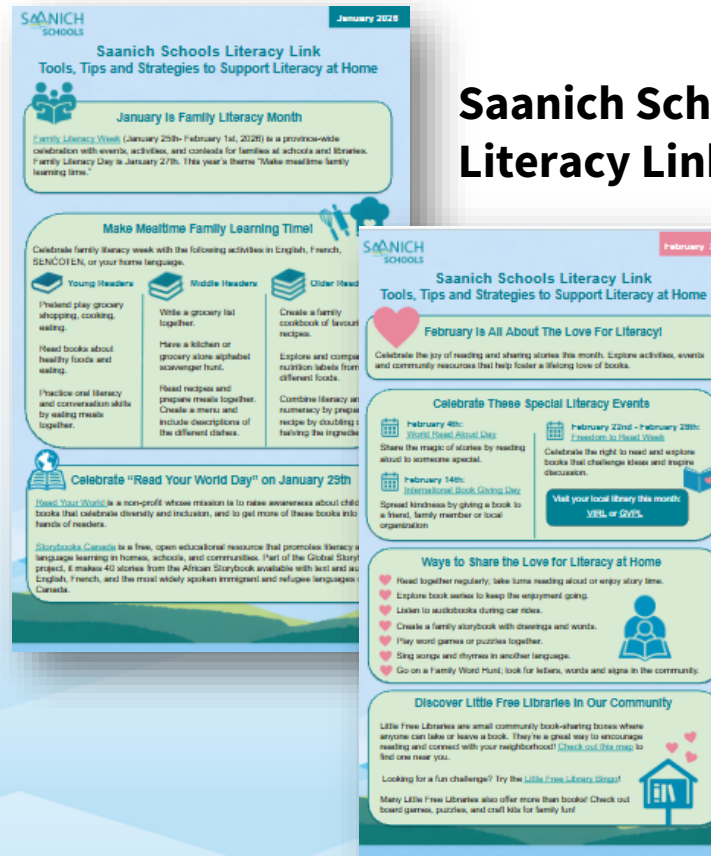 SAANICH
SCHOOLS
January 2026
Saanich Schools Literacy Link
Tools, Tips and Strategies to Support Literacy at Home
January is Family Literacy Month
Family Literacy Week (January 25th- February 1st, 2026) is a province-wide
celebration with events, activities, and contests for families at schools and libraries.
Family Literacy Day is January 27th. This year's theme "Make mealtime family
learning time."
Make Mealtime Family Learning Time!
Celebrate family literacy week with the following activities in English, French,
SENĆOŦEN, or your home language.
Young Readers
Pretend play grocery
shopping, cooking,
eating.
Read books about
healthy foods and
eating.
Practice oral literacy
and conversation skills
by eating meals
together.
Middle Readers
Write a grocery list
together.
Have a kitchen or
grocery store alphabet
scavenger hunt.
Read recipes and
prepare meals together.
Create a menu and
include descriptions of
the different dishes.
Older Read
Create a family
cookbook of favouri
recipes.
Explore and compa
nutrition labels from
different foods.
Combine literacy an
numeracy by prepar
recipe by doubling o
halving the ingredie
Celebrate "Read Your World Day" on January 29th
Read Your World is a non-profit whose mission is to raise awareness about child
books that celebrate diversity and inclusion, and to get more of these books into
hands of readers.
Storybooks Canada is a free, open educational resource that promotes literacy a
language learning in homes, schools, and communities. Part of the Global Story
project, it makes 40 stories from the African Storybook available with text and au
English, French, and the most widely spoken immigrant and refugee languages
Canada.
Saanich Sch
Literacy Link
SAANICH
SCHOOLS
February 2
Saanich Schools Literacy Link
Tools, Tips and Strategies to Support Literacy at Home
February Is All About The Love For Literacy!
Celebrate the joy of reading and sharing stories this month. Explore activities, events
and community resources that help foster a lifelong love of books.
Celebrate These Special Literacy Events
February 4th:
World Read Aloud Day
Share the magic of stories by reading
aloud to someone special.
February 14th:
International Book Giving Day
Spread kindness by giving a book to
a friend, family member or local
organization
February 22nd - February 28th:
Freedom to Read Week
Celebrate the right to read and explore
books that challenge ideas and inspire
discussion.
Visit your local library this month:
VIRL or GVPL
Ways to Share the Love for Literacy at Home
Read together regularly; take turns reading aloud or enjoy story time.
Explore book series to keep the enjoyment going.
Listen to audiobooks during car rides.
Create a family storybook with drawings and words.
Play word games or puzzles together.
Sing songs and rhymes in another language.
Go on a Family Word Hunt; look for letters, words and signs in the community.
Discover Little Free Libraries in Our Community
Little Free Libraries are small community book-sharing boxes where
anyone can take or leave a book. They're a great way to encourage
reading and connect with your neighborhood! Check out this map to
find one near you.
Looking for a fun challenge? Try the Little Free Library Bingo!
Many Little Free Libraries also offer more than books! Check out
board games, puzzles, and craft kits for family fun!